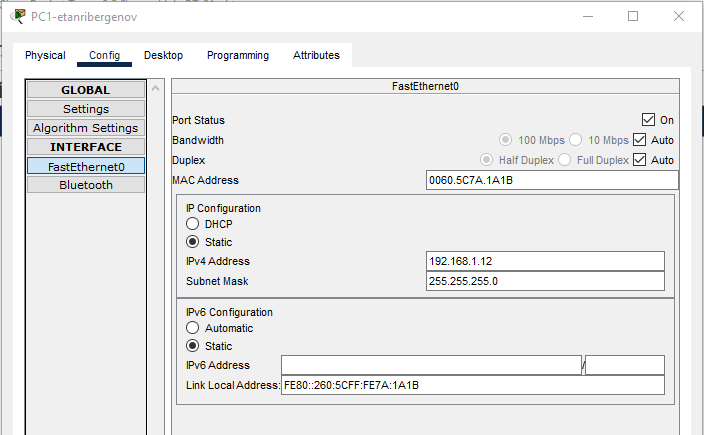 PC1-etanribergenov
Physical Config Desktop Programming Attributes
GLOBAL
Settings
Algorithm Settings
INTERFACE
FastEthernet0
Bluetooth
FastEthernet0
Port Status On
Bandwidth 100 Mbps 10 Mbps Auto
Duplex Half Duplex Full Duplex Auto
MAC Address 0060.5C7A.1A1B
IP Configuration
DHCP
Static
IPv4 Address 192.168.1.12
Subnet Mask 255.255.255.0
IPv6 Configuration
Automatic
Static
IPv6 Address /
Link Local Address: FE80::260:5CFF:FE7A:1A1B